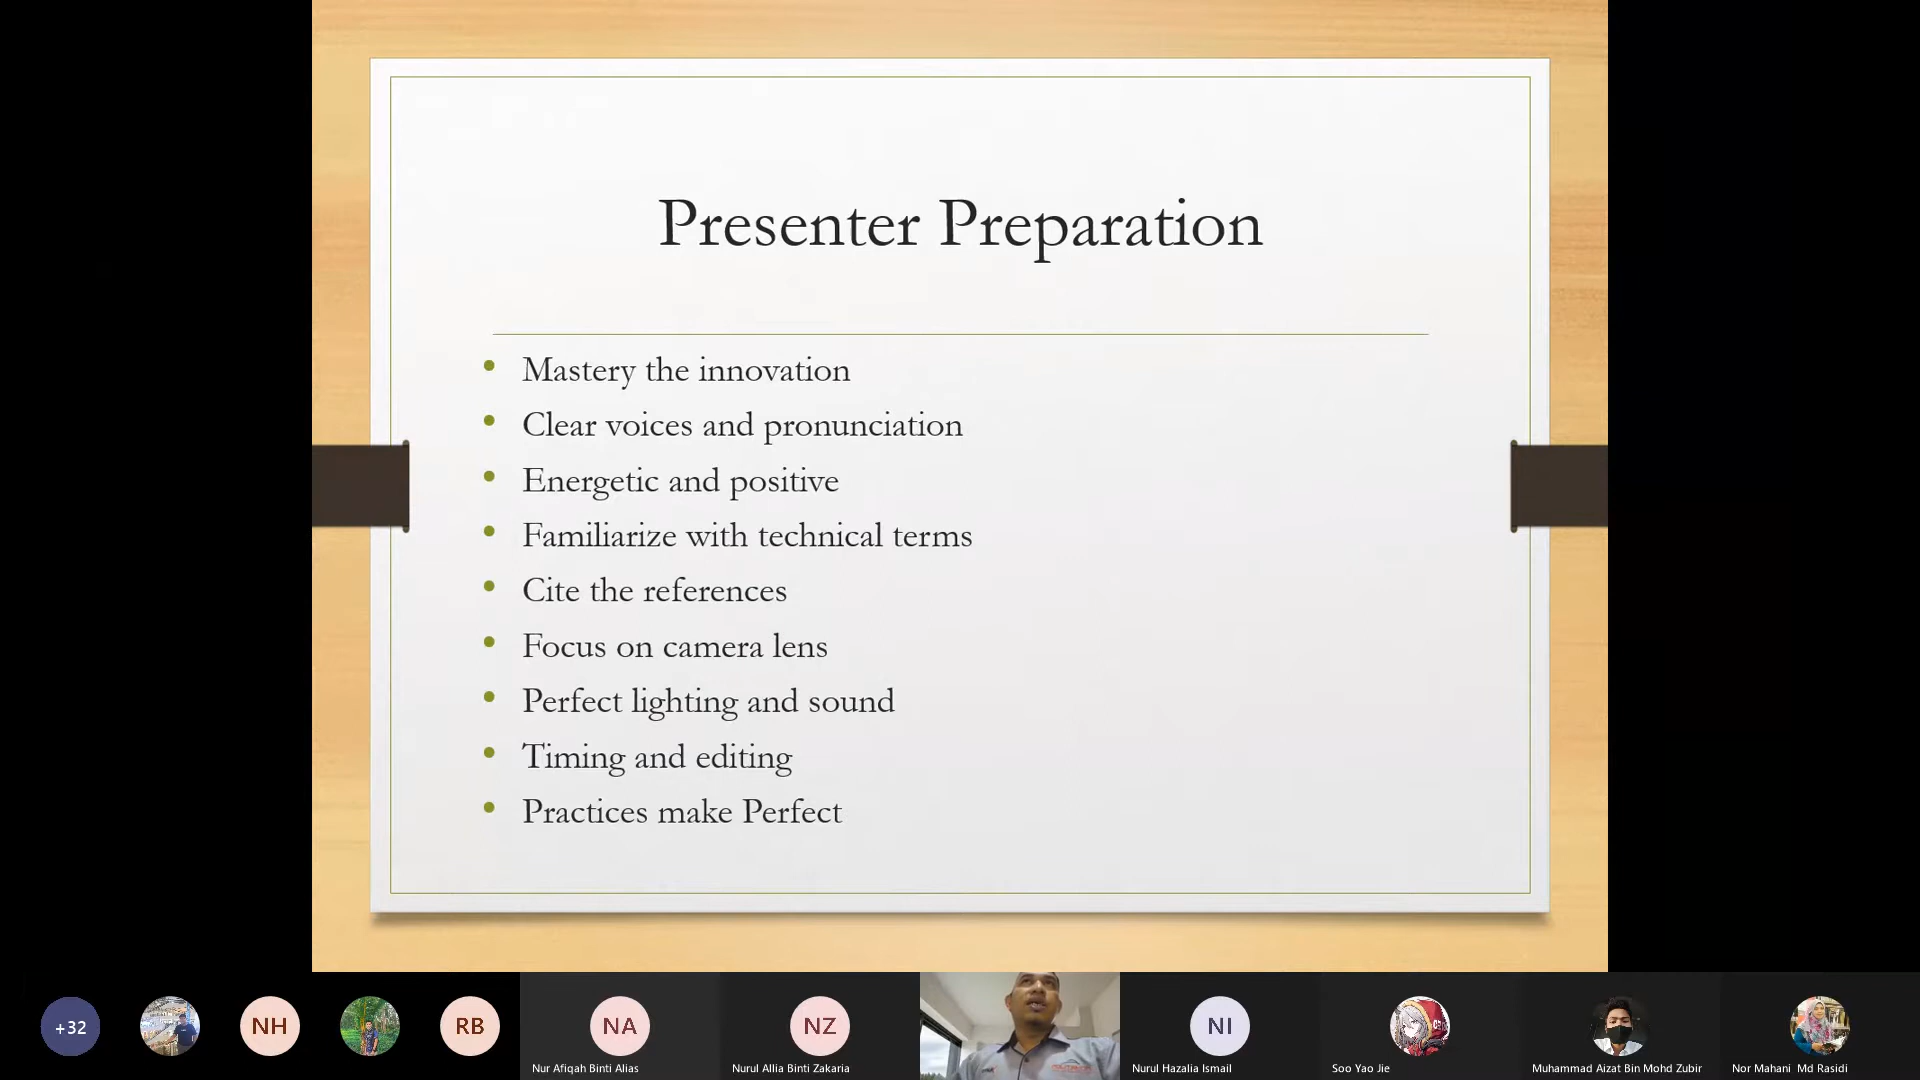 Presenter Preparation
• Mastery the innovation
• Clear voices and pronunciation
• Energetic and positive
• Familiarize with technical terms
• Cite the references
• Focus on camera lens
• Perfect lighting and sound
• Timing and editing
• Practices make Perfect
+32
NH
RB
NA
NZ
NI
Nur Afiqah Binti Alias
Nurul Allia Binti Zakaria
Nurul Hazalia Ismail
Soo Yao Jie
Muhammad Aizat Bin Mohd Zubir
Nor Mahani Md Rasidi